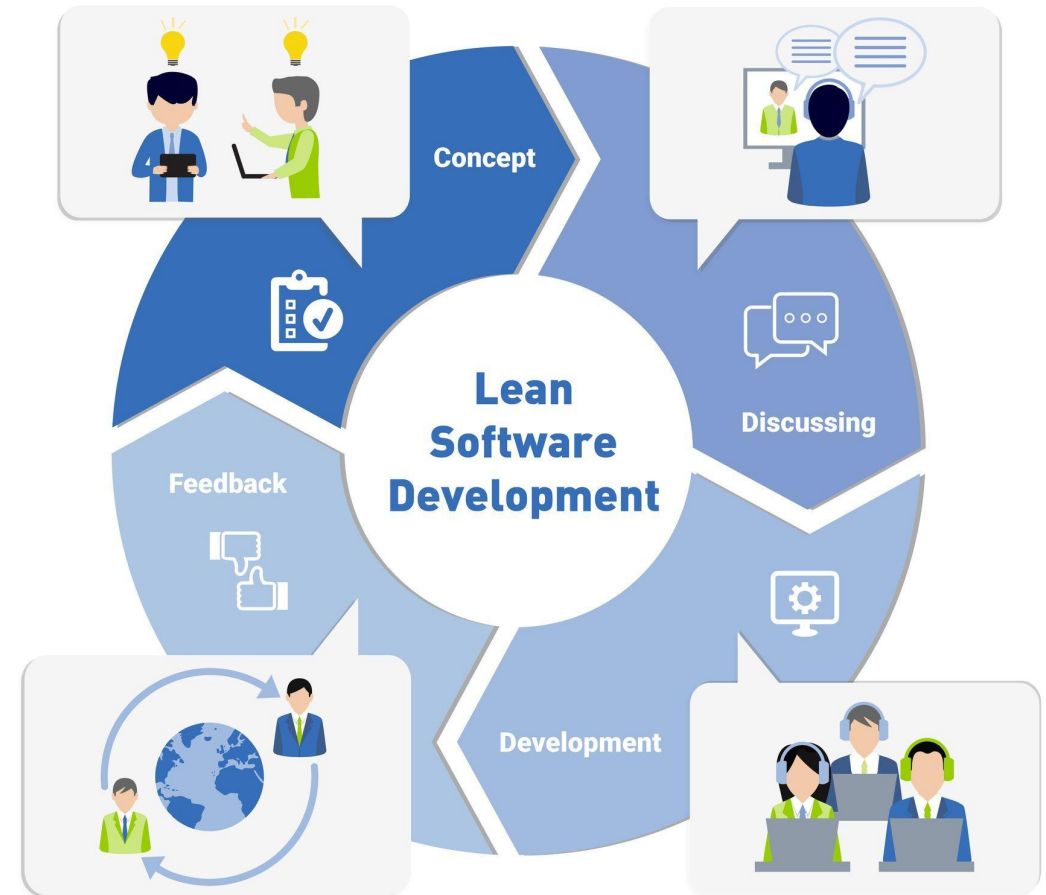 Concept
Discussing
Lean
Software
Development
Feedback
Development